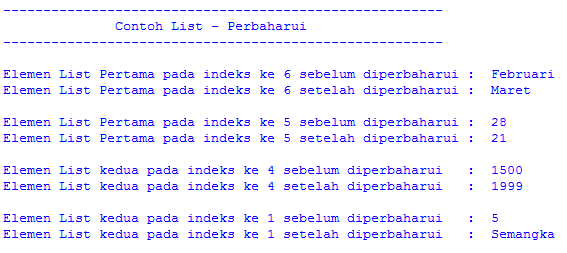 -------------------------------------------------------
Contoh List - Perbaharui
-------------------------------------------------------
Elemen List Pertama pada indeks ke 6 sebelum diperbaharui :  Februari
Elemen List Pertama pada indeks ke 6 setelah diperbaharui :  Maret
Elemen List Pertama pada indeks ke 5 sebelum diperbaharui :  28
Elemen List Pertama pada indeks ke 5 setelah diperbaharui :  21
Elemen List kedua pada indeks ke 4 sebelum diperbaharui   :  1500
Elemen List kedua pada indeks ke 4 setelah diperbaharui   :  1999
Elemen List kedua pada indeks ke 1 sebelum diperbaharui   :  5
Elemen List kedua pada indeks ke 1 setelah diperbaharui   :  Semangka